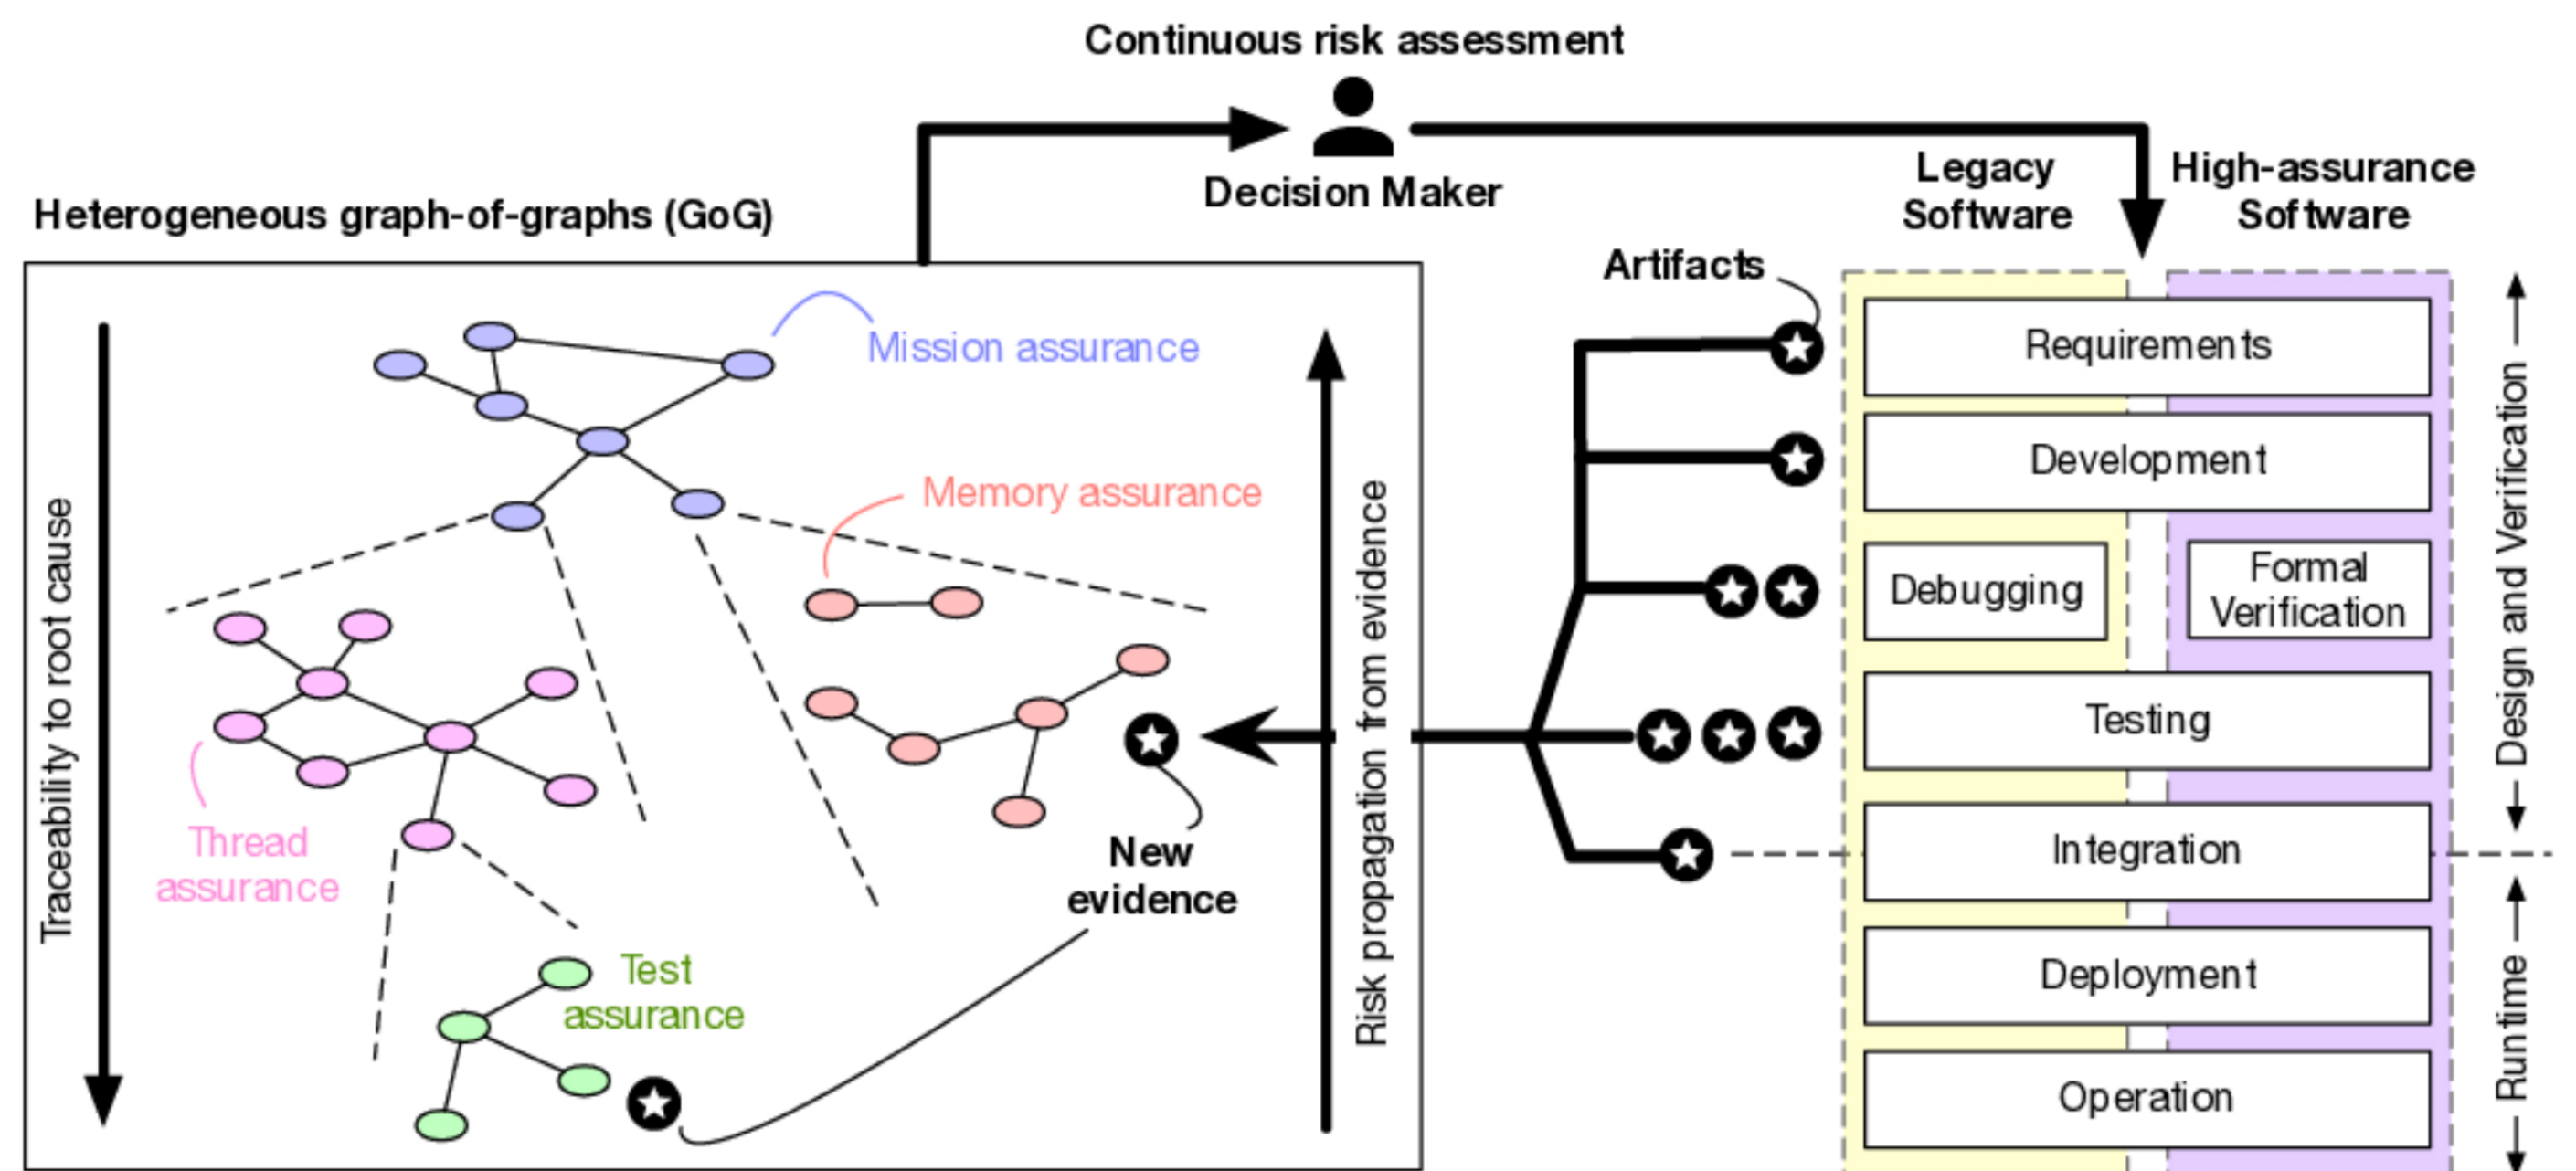 Continuous risk assessment
Decision Maker
Heterogeneous graph-of-graphs (GoG)
Legacy
Software
High-assurance
Software
Artifacts
Mission assurance
Memory assurance
Traceability to root cause
Thread
assurance
Test
assurance
New
evidence
Risk propagation from evidence
Requirements
Development
Debugging
Formal
Verification
Testing
Integration
Deployment
Operation
Design and Verification
Runtime